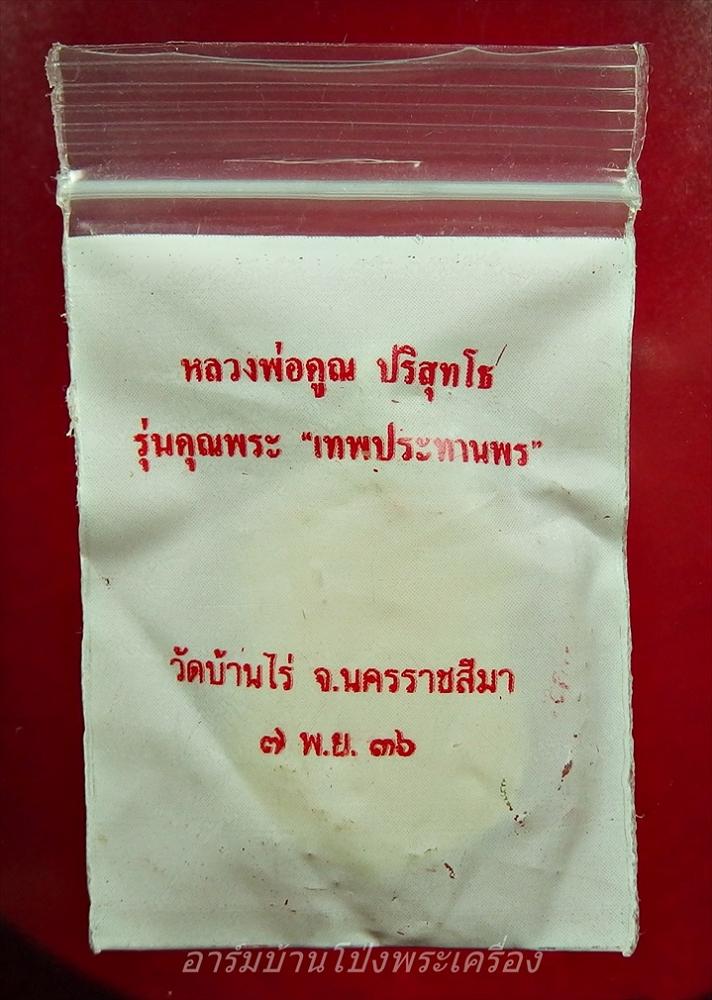 หลวงพ่อคูณ ปริสุทโธ
รุ่นคุณพระ “เทพประทานพร”
วัดบ้านไร่ จ.นครราชสีมา
๗ พ.ย. ๓๖
อาร์มบ้านโป่งพระเครื่อง